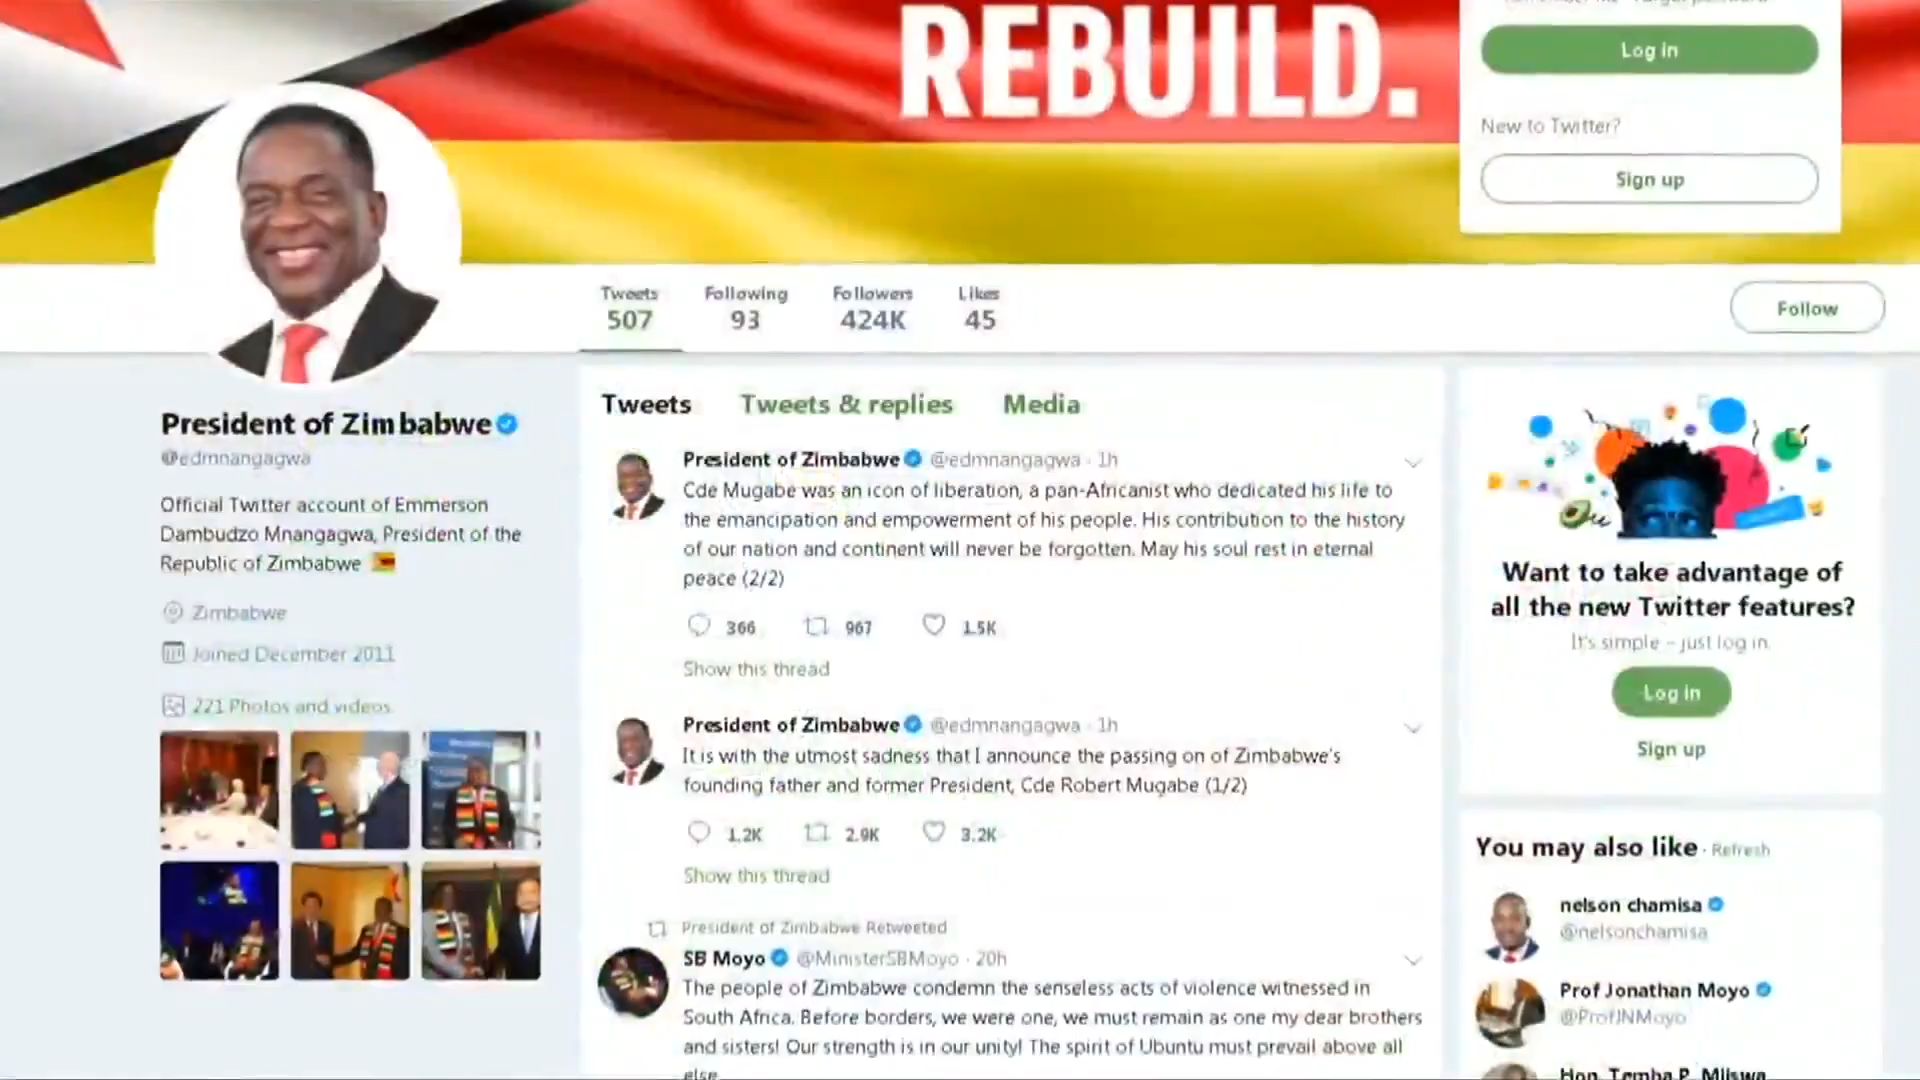 REBUILD.
Log in
New to Twitter?
Sign up
Tweets
507
Following
93
Followers
424K
Likes
45
Follow
President of Zimbabwe
@edmnangagwa
Official Twitter account of Emmerson
Dambudzo Mnangagwa, President of the
Republic of Zimbabwe
Zimbabwe
Joined December 2011
221 Photos and videos
Tweets
Tweets & replies
Media
President of Zimbabwe @edmnangagwa · 1h
Cde Mugabe was an icon of liberation, a pan-Africanist who dedicated his life to
the emancipation and empowerment of his people. His contribution to the history
of our nation and continent will never be forgotten. May his soul rest in eternal
peace (2/2)
366 967 1.5K
Show this thread
President of Zimbabwe @edmnangagwa · 1h
It is with the utmost sadness that I announce the passing on of Zimbabwe's
founding father and former President, Cde Robert Mugabe (1/2)
1.2K 2.9K 3.2K
Show this thread
President of Zimbabwe Retweeted
SB Moyo @MinisterSBMoyo · 20h
The people of Zimbabwe condemn the senseless acts of violence witnessed in
South Africa. Before borders, we were one, we must remain as one my dear brothers
and sisters! Our strength is in our unity! The spirit of Ubuntu must prevail above all
else
Want to take advantage of
all the new Twitter features?
It's simple – just log in.
Log in
Sign up
You may also like · Refresh
nelson chamisa
@nelsonchamisa
Prof Jonathan Moyo
@ProfJNMoyo
Hon. Temba P. Mliswa